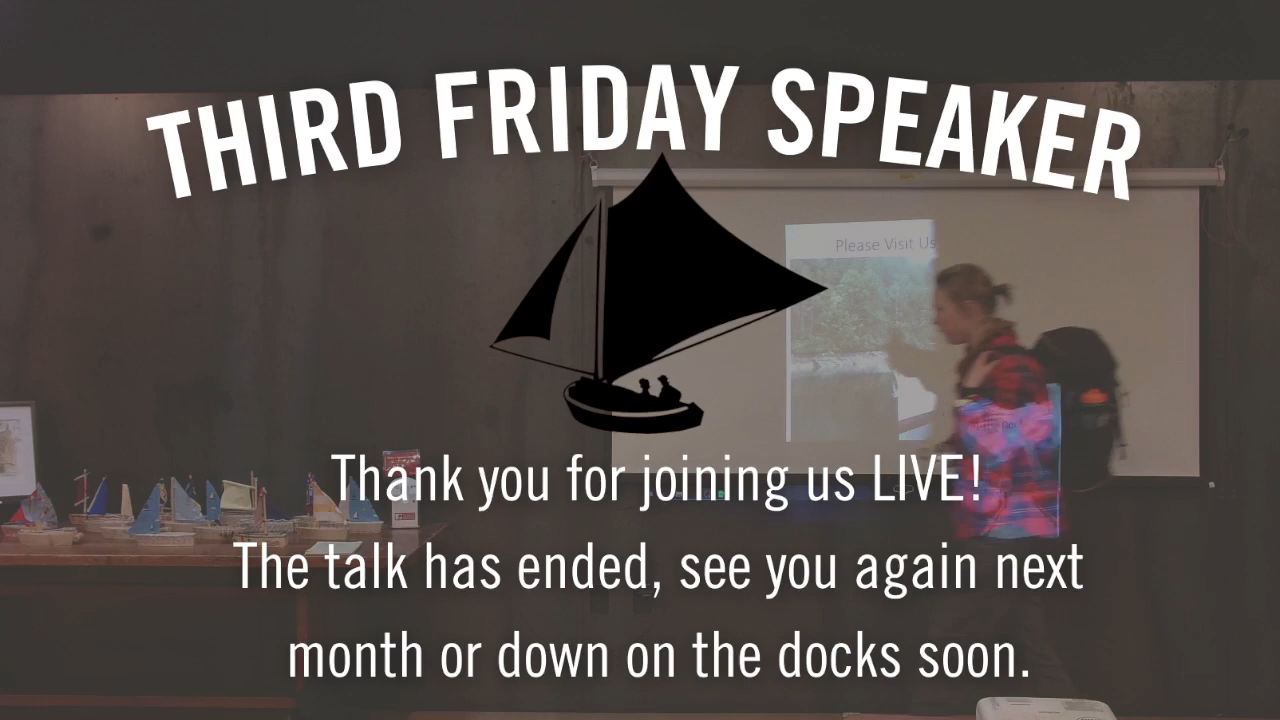 THIRD FRIDAY SPEAKER
Please Visit Us
Thank you for joining us LIVE!
The talk has ended, see you again next
month or down on the docks soon.